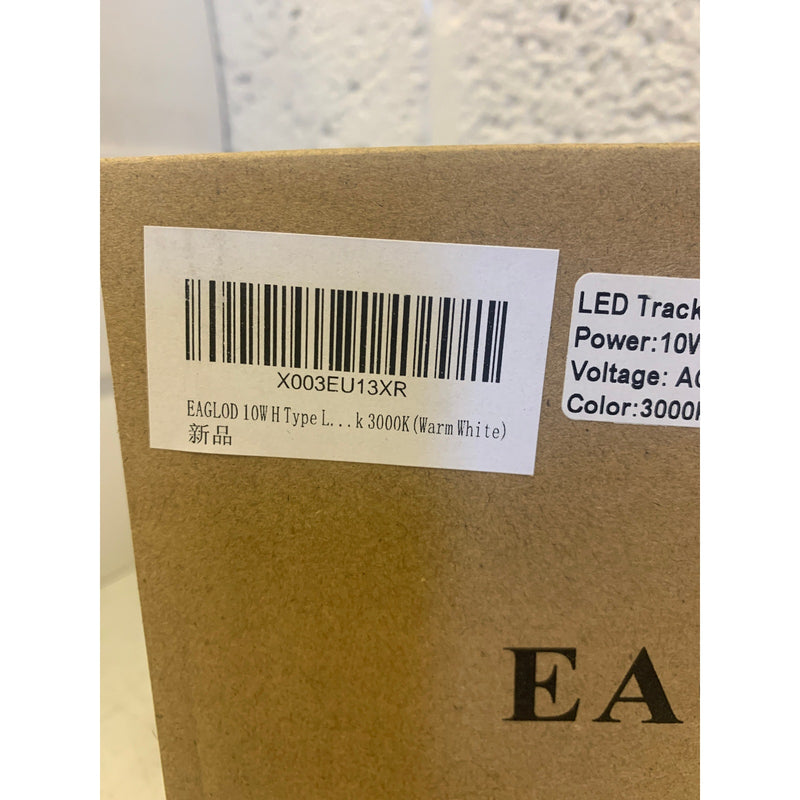 X003EU13XR
EAGLOD 10W H Type L...k 3000K(Warm White)
新品
LED Track
Power:10W
Voltage: AC
Color:3000K
EA